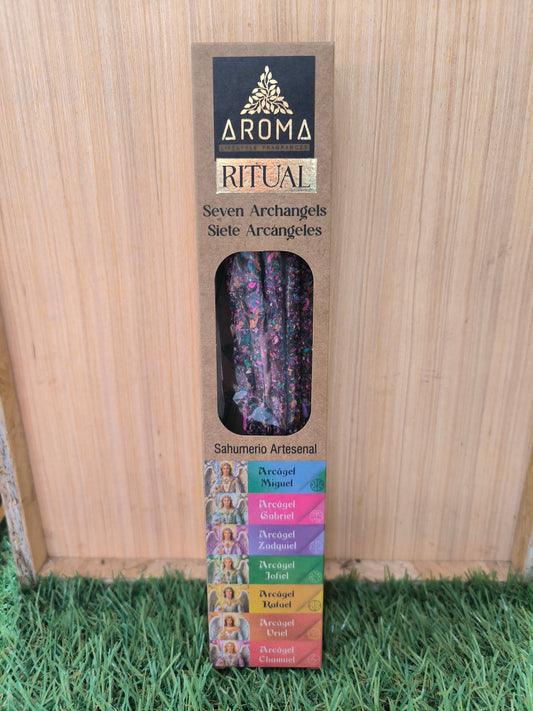 AROMA
LIFESTYLE FRAGRANCES
RITUAL
Seven Archangels
Siete Arcángeles
Sahumerio Artesenal
Arcágel
Miguel
Arcágel
Gabriel
Arcágel
Zadquiel
Arcágel
Jofiel
Arcágel
Rafael
Arcágel
Uriel
Arcágel
Chamuel